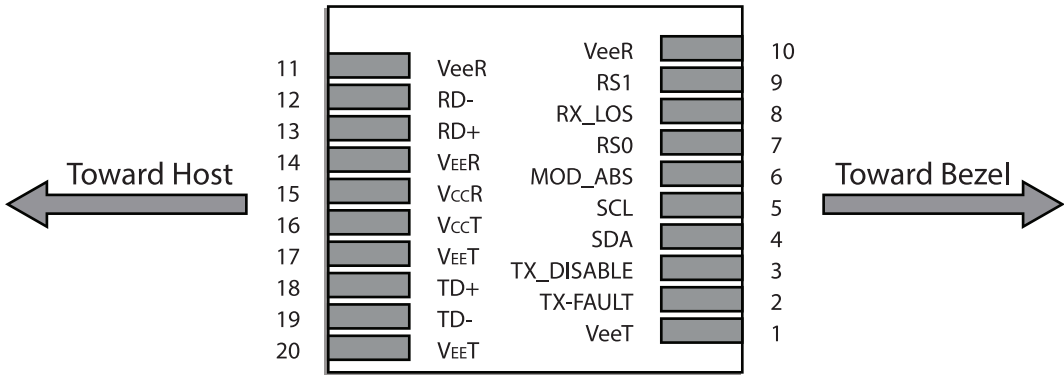 VeeR 10
11 VeeR
RS1 9
12 RD-
RX_LOS 8
13 RD+
RS0 7
14 VEER
Toward Host
MOD_ABS 6
Toward Bezel
15 VCCR
SCL 5
16 VCCT
SDA 4
17 VEET
TX_DISABLE 3
18 TD+
TX-FAULT 2
19 TD-
VeeT 1
20 VEET